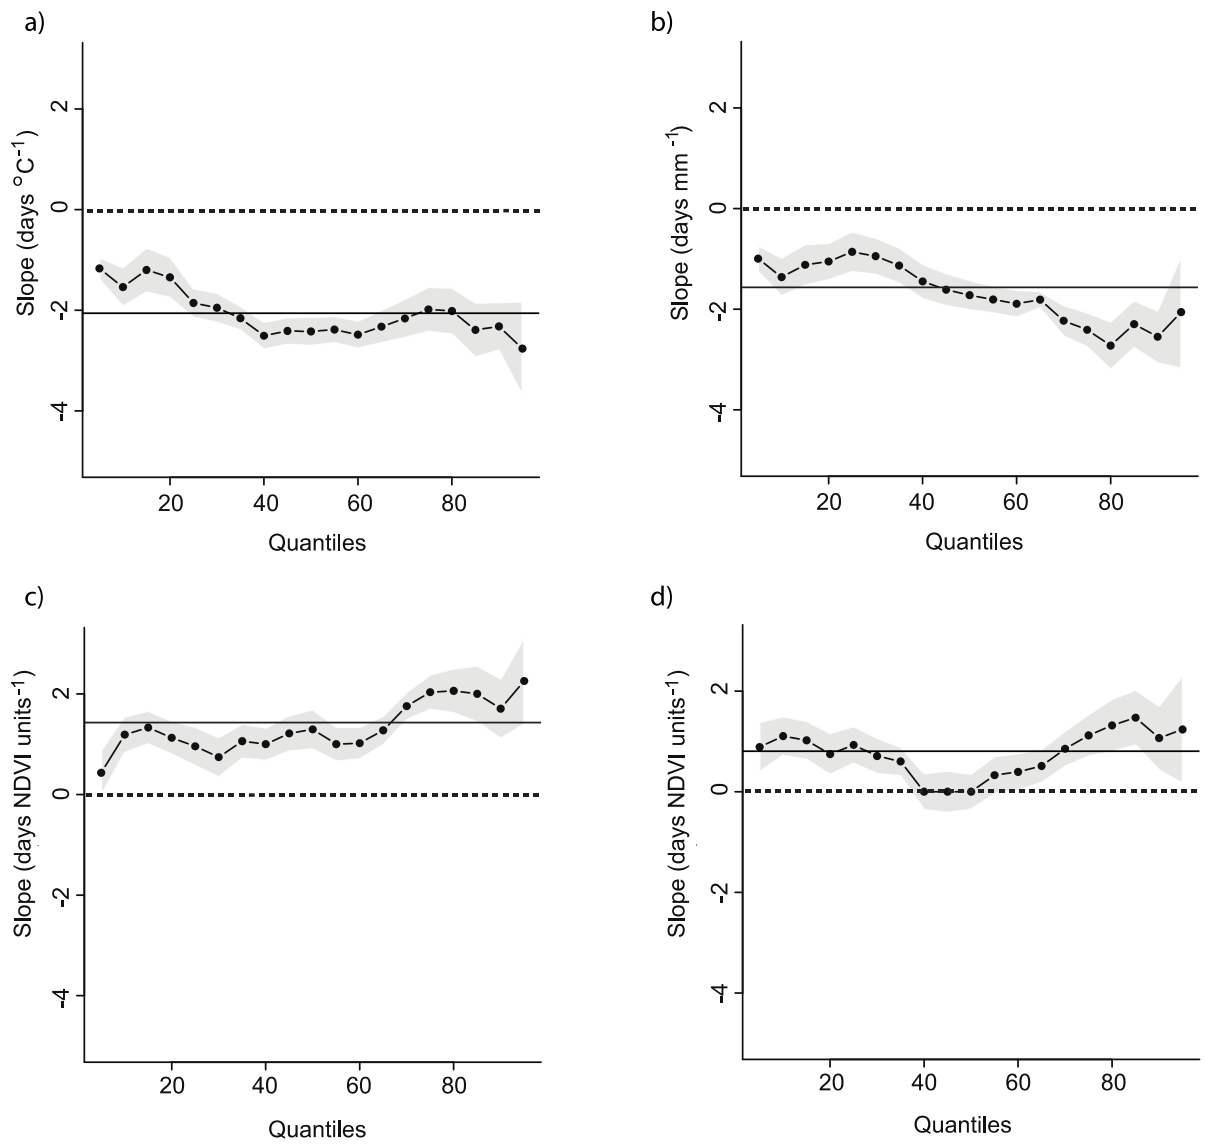 a)
Slope (days °C-1)
2
0
-2
-4
20 40 60 80
Quantiles
b)
Slope (days mm -1)
2
0
-2
-4
20 40 60 80
Quantiles
c)
Slope (days NDVI units-1)
2
0
-2
-4
20 40 60 80
Quantiles
d)
Slope (days NDVI units-1)
2
0
-2
-4
20 40 60 80
Quantiles